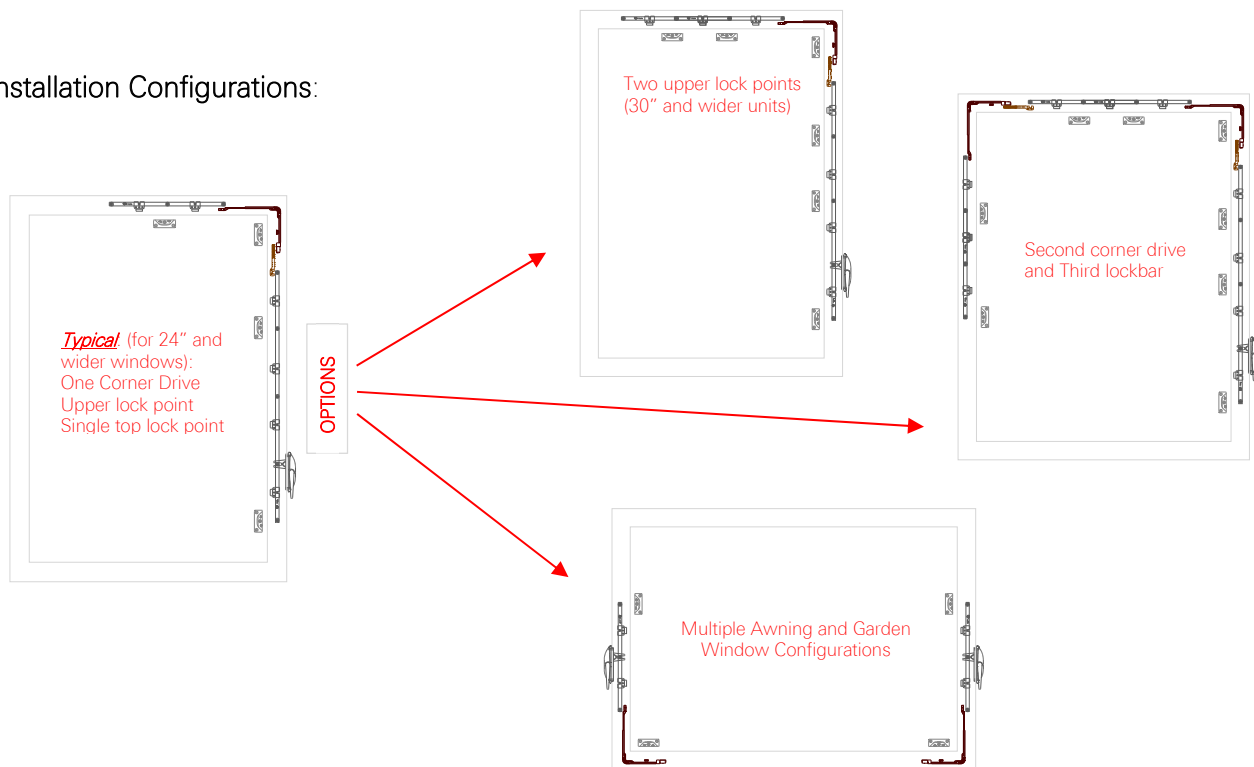 nstallation Configurations:
Two upper lock points
(30” and wider units)
Second corner drive
and Third lockbar
Typical: (for 24” and
wider windows):
One Corner Drive
Upper lock point
Single top lock point
OPTIONS
Multiple Awning and Garden
Window Configurations